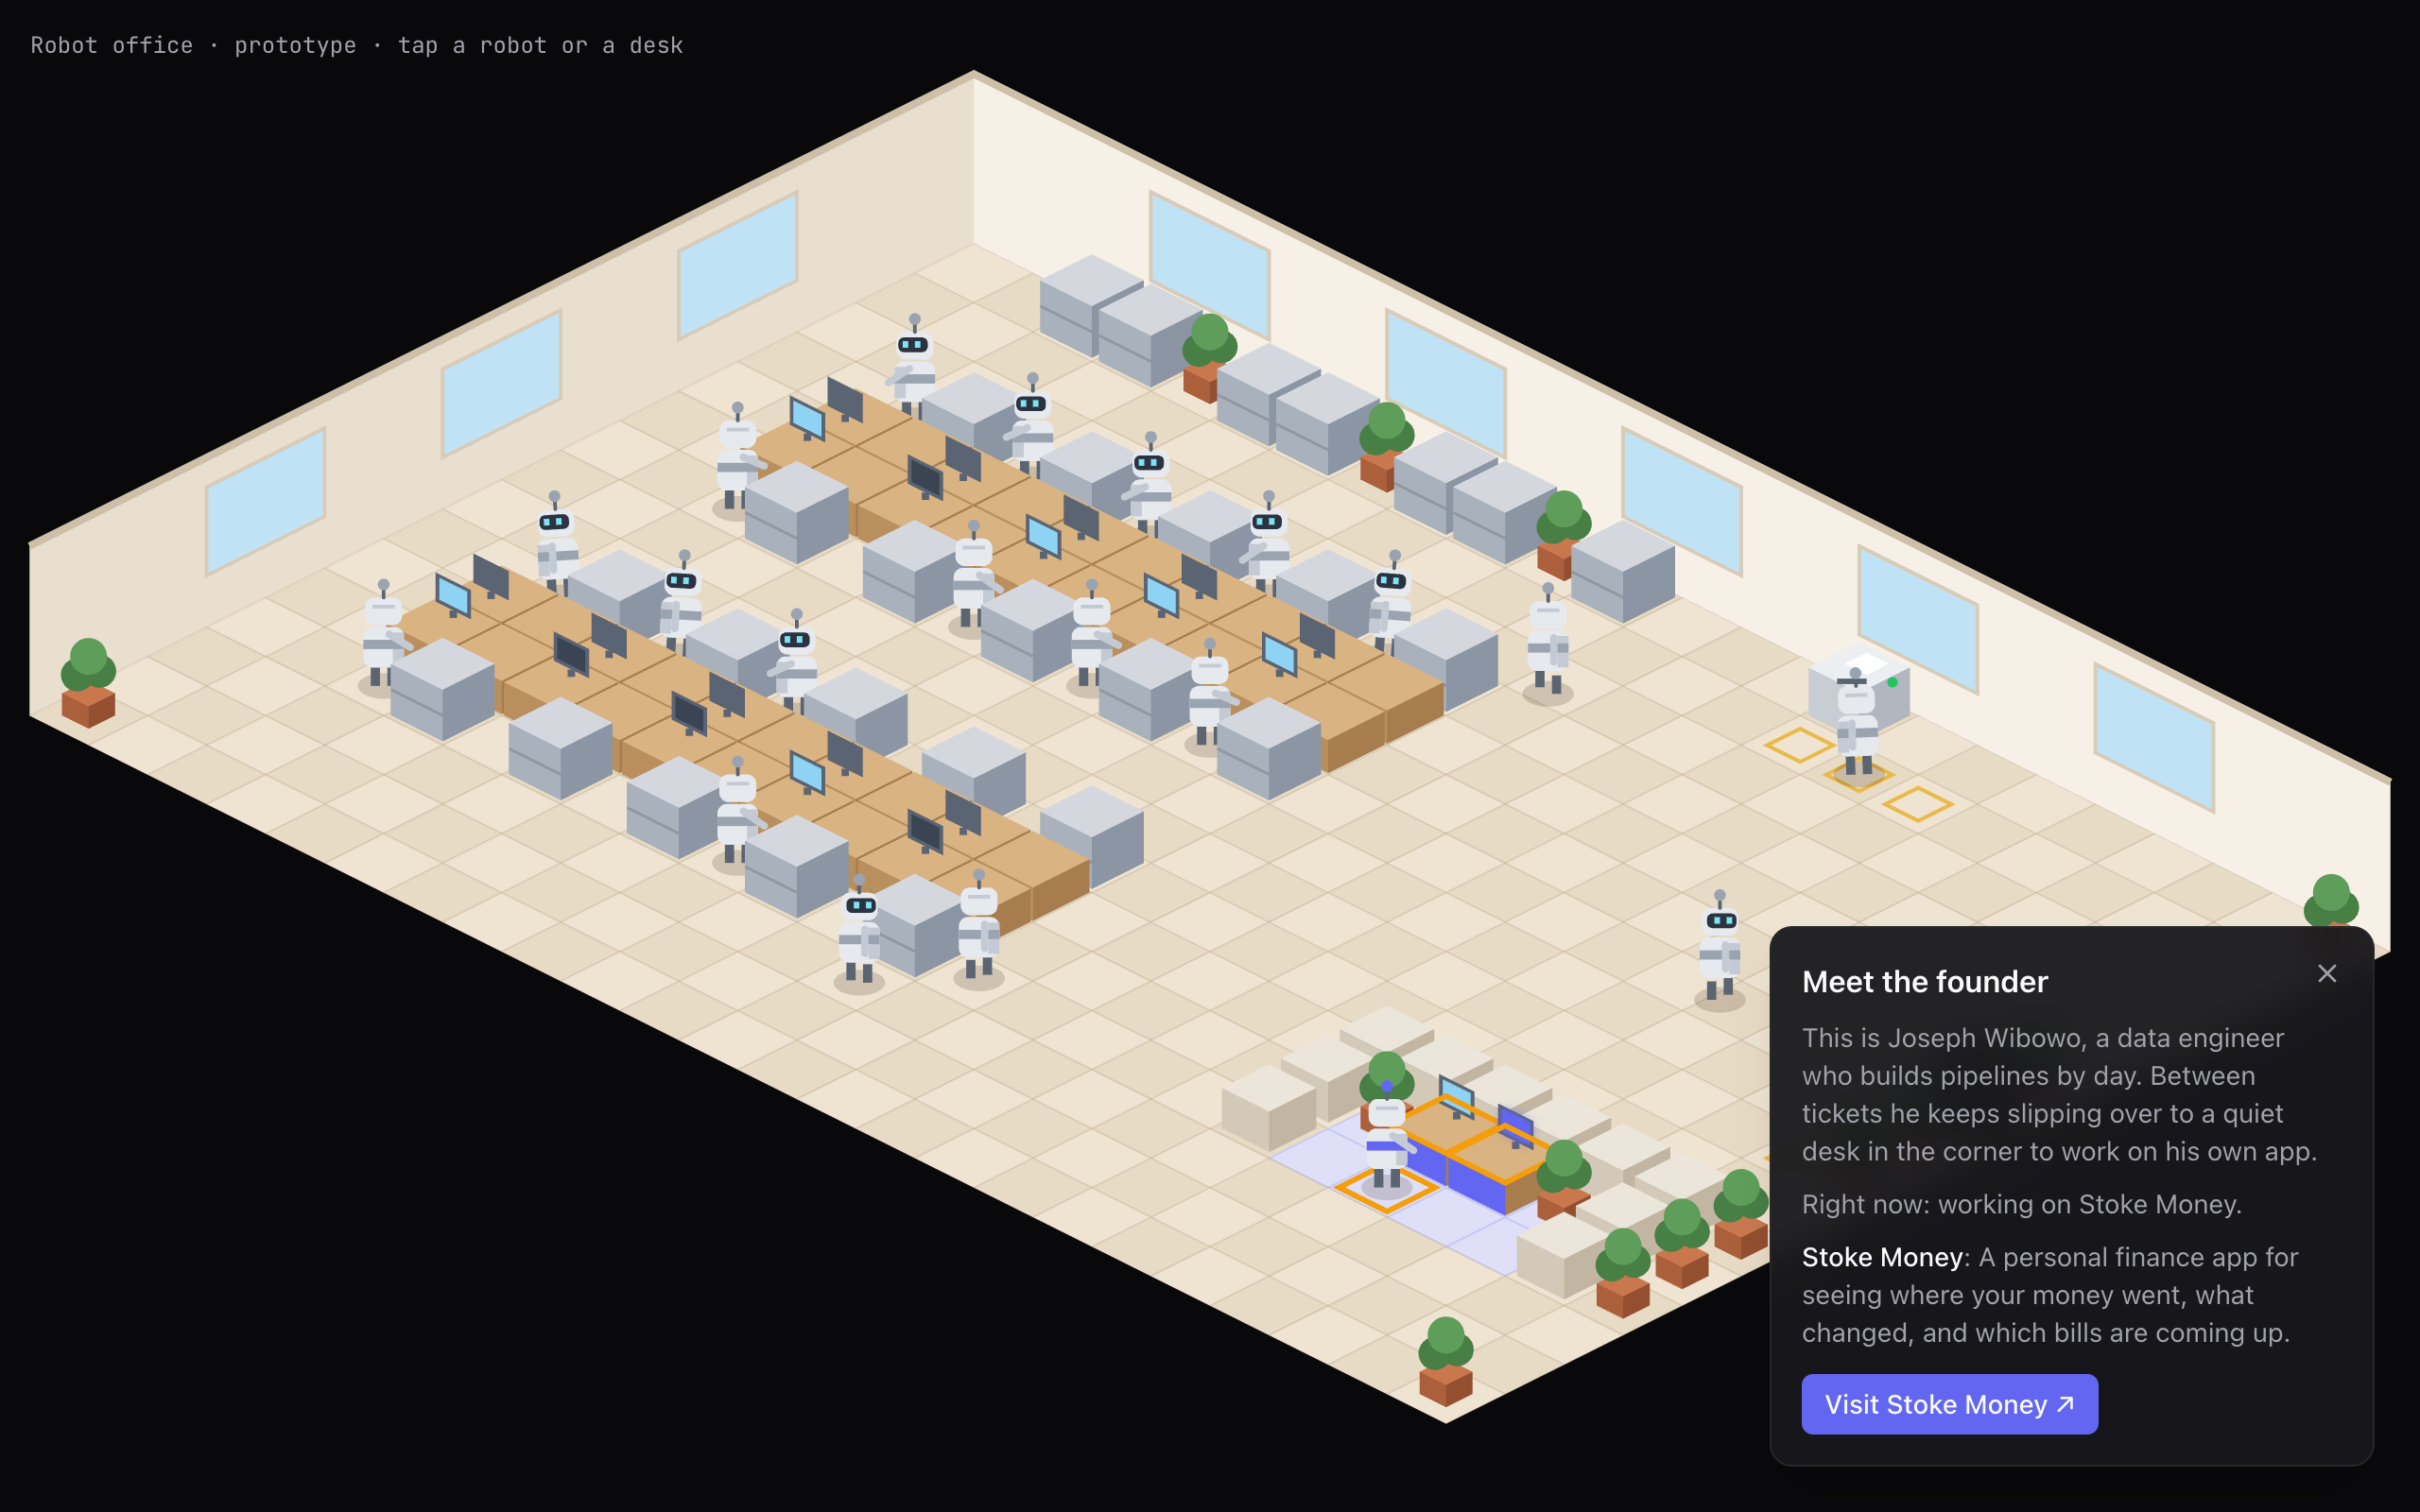 Robot office · prototype · tap a robot or a desk
Meet the founder
This is Joseph Wibowo, a data engineer
who builds pipelines by day. Between
tickets he keeps slipping over to a quiet
desk in the corner to work on his own app.
Right now: working on Stoke Money.
Stoke Money: A personal finance app for
seeing where your money went, what
changed, and which bills are coming up.
Visit Stoke Money